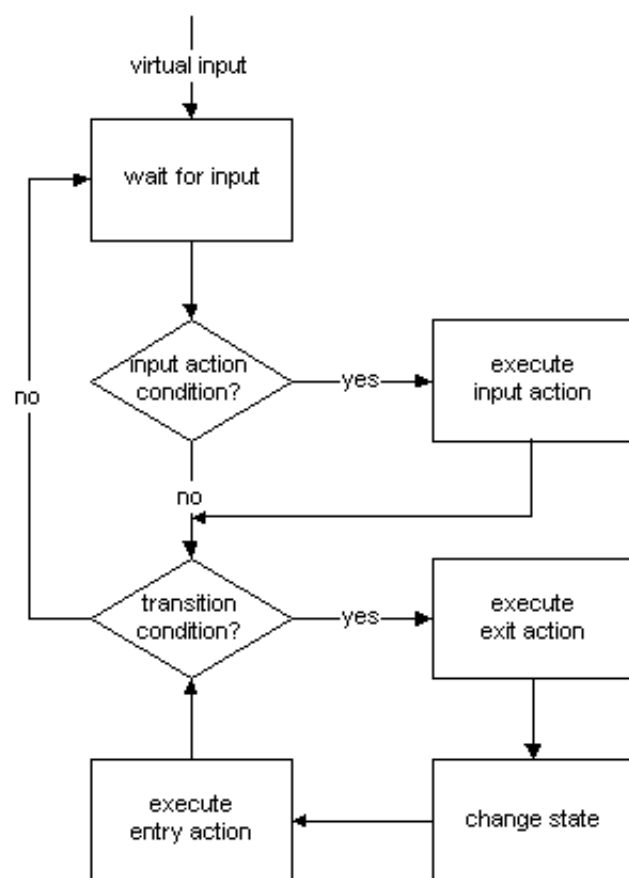 virtual input
wait for input
input action
condition?
yes
execute
input action
no
no
transition
condition?
yes
execute
exit action
execute
entry action
change state